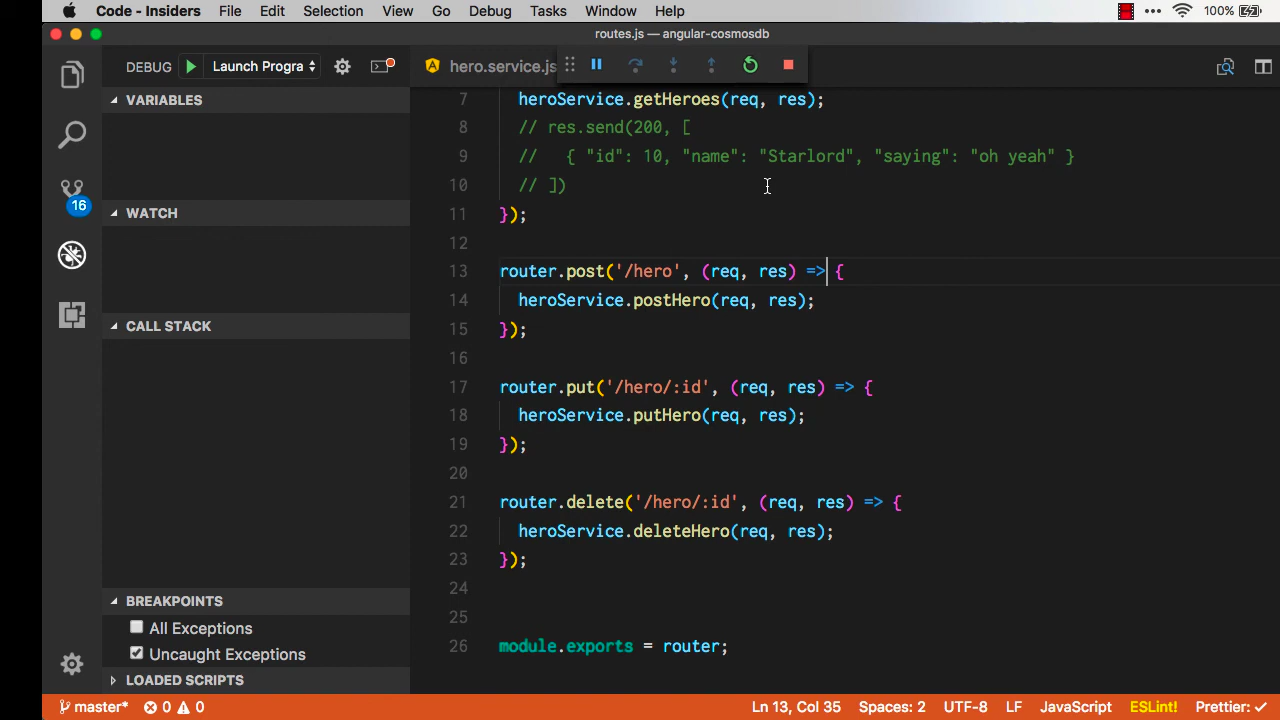 Code - Insiders File Edit Selection View Go Debug Tasks Window Help 100%
routes.js — angular-cosmosdb
DEBUG Launch Progra hero.service.js
VARIABLES
WATCH
16
CALL STACK
BREAKPOINTS
All Exceptions
Uncaught Exceptions
LOADED SCRIPTS
7 heroService.getHeroes(req, res);
8 // res.send(200, [
9 // { "id": 10, "name": "Starlord", "saying": "oh yeah" }
10 // ])
11 });
12
13 router.post('/hero', (req, res) => {
14 heroService.postHero(req, res);
15 });
16
17 router.put('/hero/:id', (req, res) => {
18 heroService.putHero(req, res);
19 });
20
21 router.delete('/hero/:id', (req, res) => {
22 heroService.deleteHero(req, res);
23 });
24
25
26 module.exports = router;
master* 0 0 Ln 13, Col 35 Spaces: 2 UTF-8 LF JavaScript ESLint! Prettier: ✓